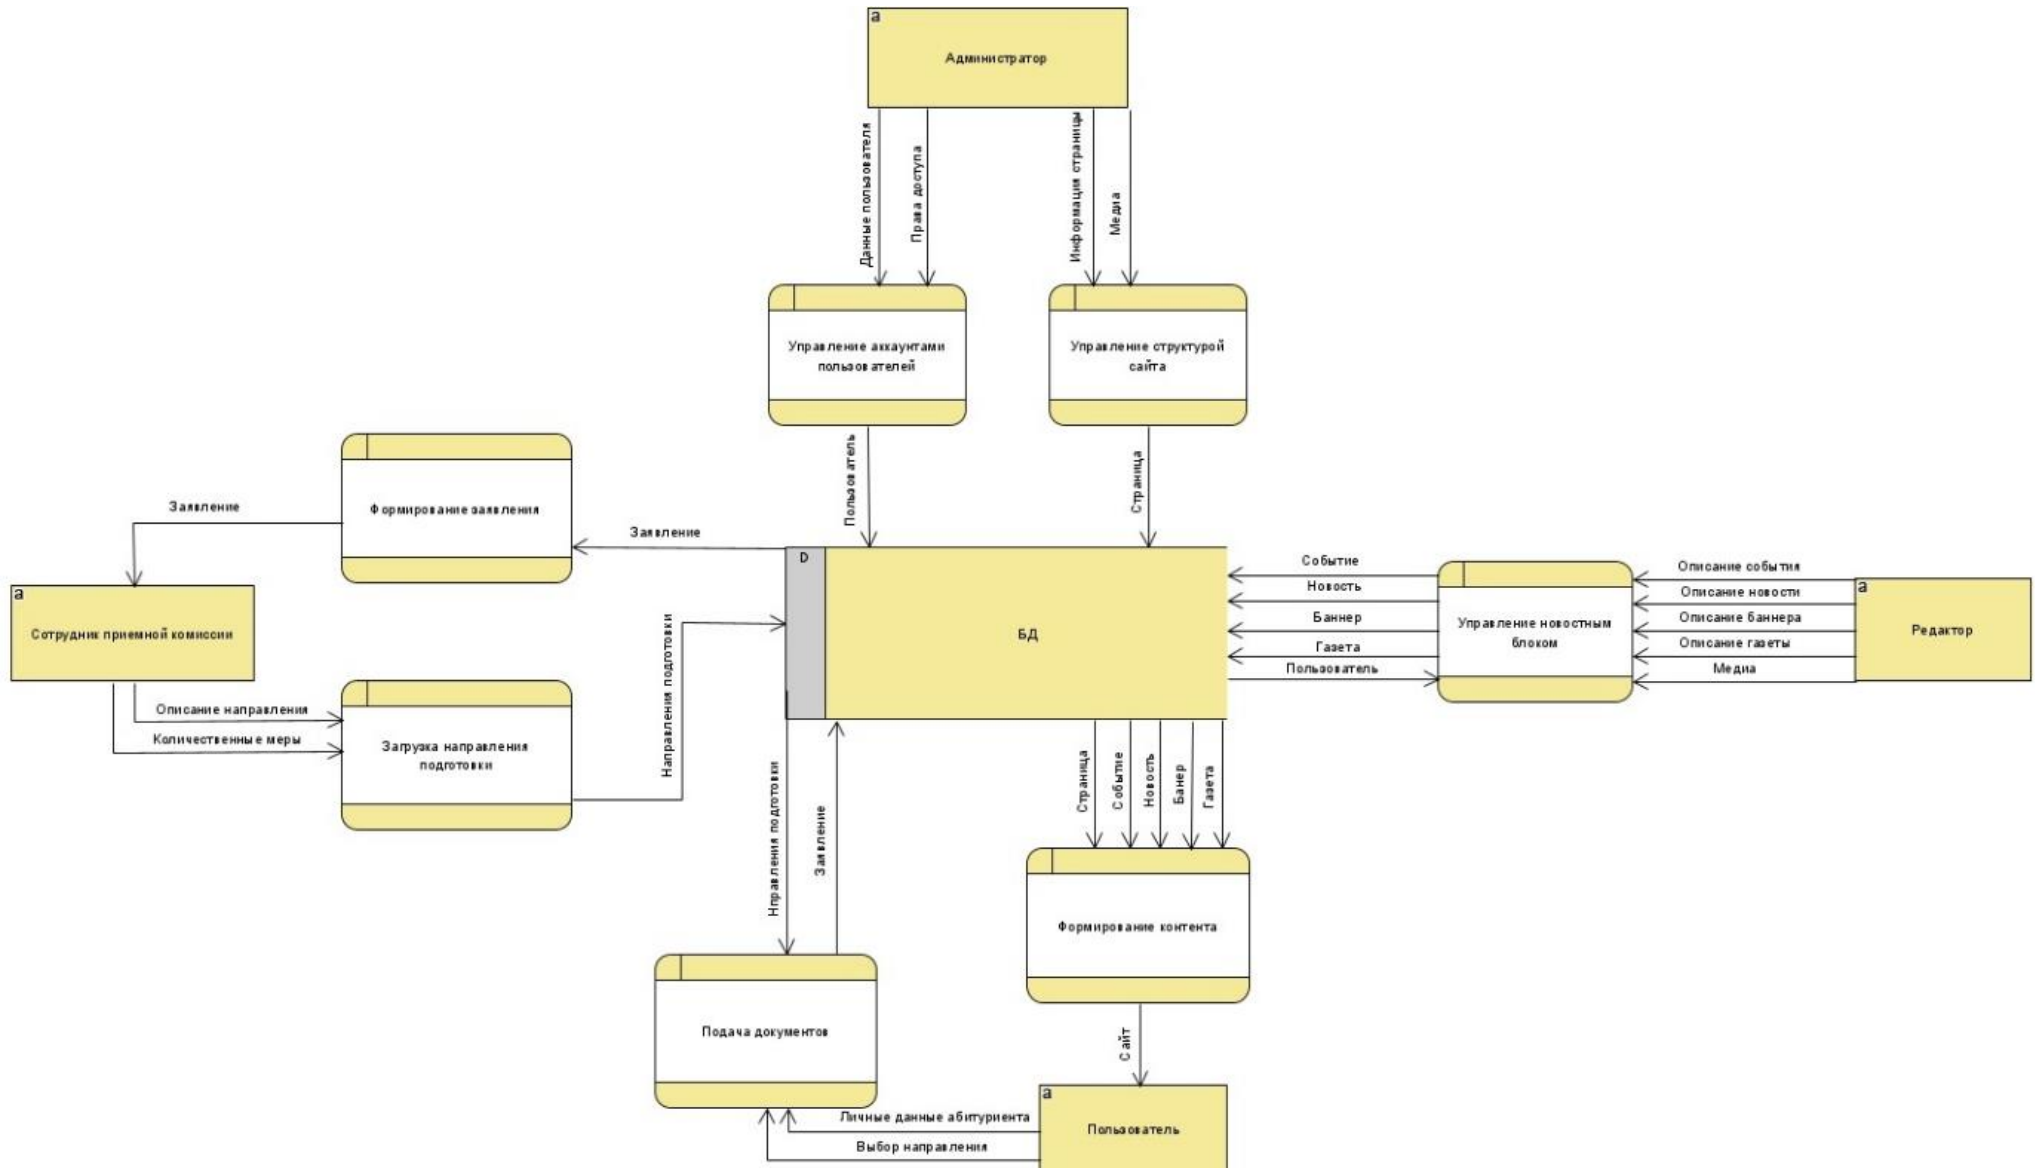 a
Администратор
Данные пользователя
Права доступа
Информация страницы
Медиа
Управление аккаунтами
пользователей
Управление структурой
сайта
Пользователь
Страница
Формирование заявления
Заявление
Заявление
a
Сотрудник приемной комиссии
Описание направления
Количественные меры
Загрузка направления
подготовки
Направления подготовки
D
БД
Событие
Новость
Баннер
Газета
Пользователь
Управление новостным
блоком
Описание события
Описание новости
Описание баннера
Описание газеты
Медиа
a
Редактор
Нправления подготовки
Заявление
Страница
Событие
Новость
Банер
Газета
Формирование контента
Подача документов
Сайт
Личные данные абитуриента
Выбор направления
a
Пользователь